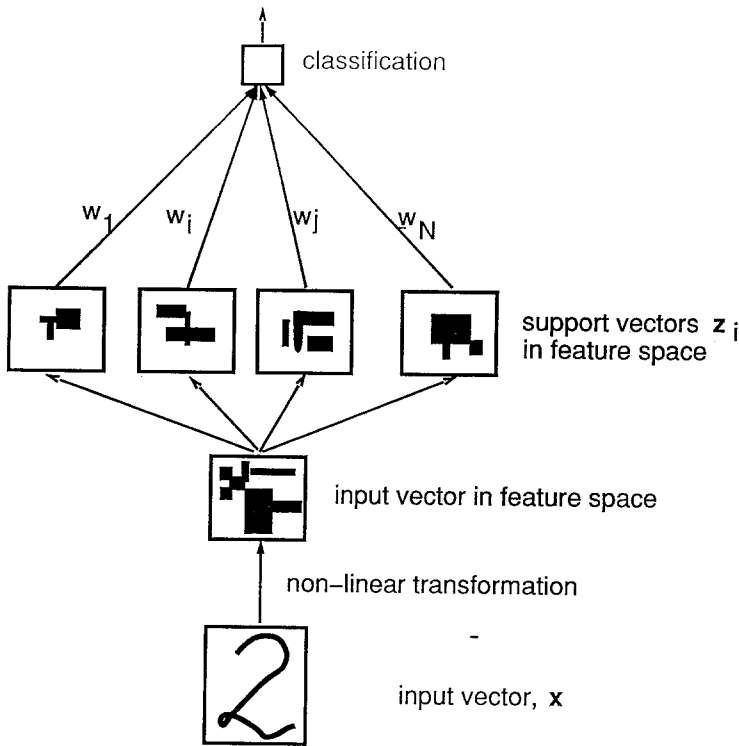 classification
w1 wi wj wN
support vectors zi
in feature space
input vector in feature space
non-linear transformation
2
input vector, x